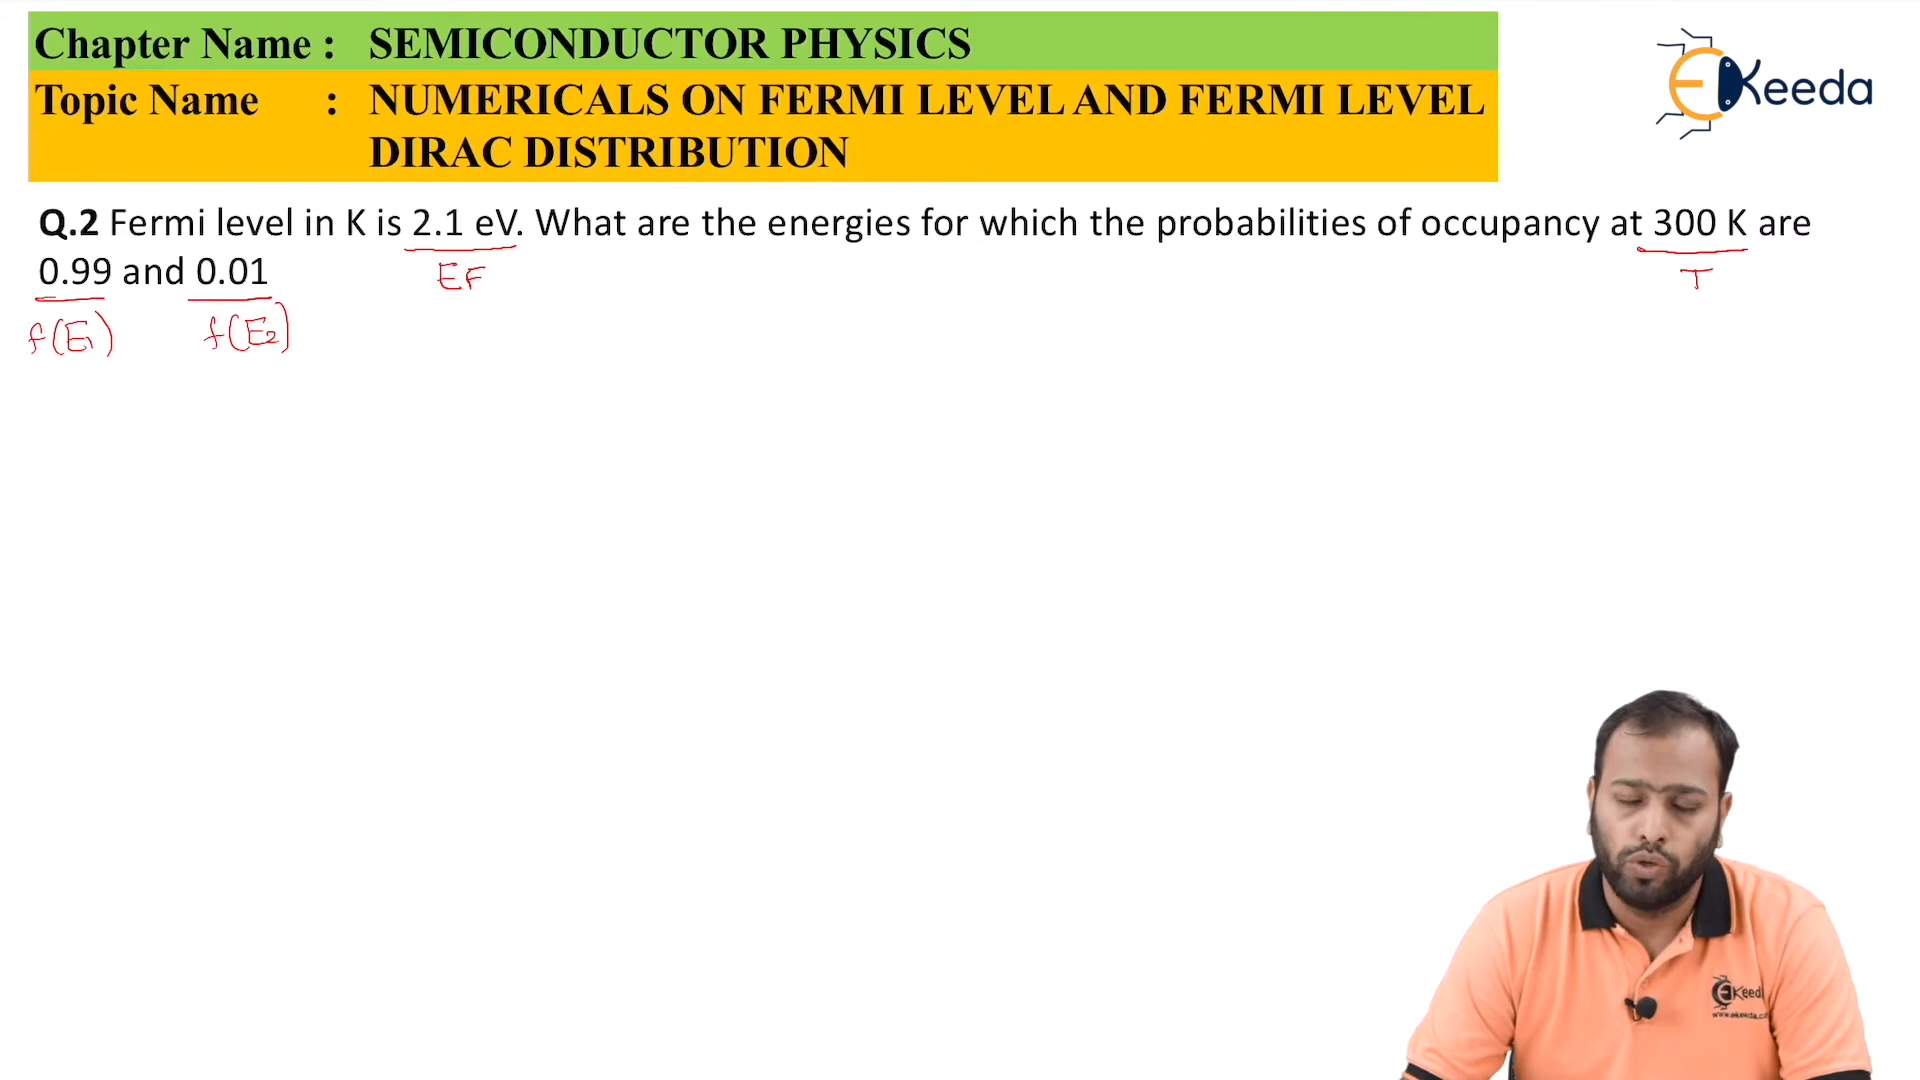 Chapter Name : SEMICONDUCTOR PHYSICS
EKeeda
Topic Name : NUMERICALS ON FERMI LEVEL AND FERMI LEVEL
DIRAC DISTRIBUTION
Q.2 Fermi level in K is 2.1 eV. What are the energies for which the probabilities of occupancy at 300 K are
0.99 and 0.01
EF
T
f(E1)
f(E2)